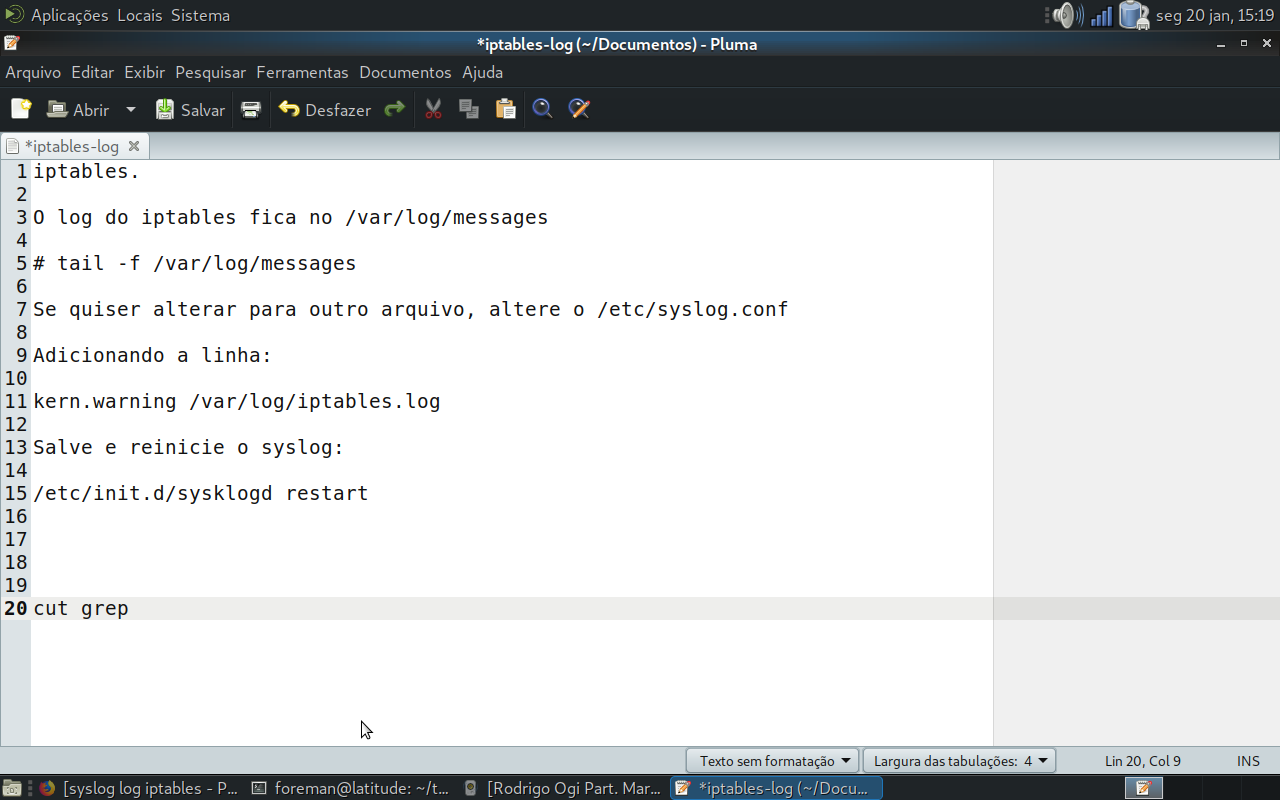 Aplicações Locais Sistema seg 20 jan, 15:19
*iptables-log (~/Documentos) - Pluma
Arquivo Editar Exibir Pesquisar Ferramentas Documentos Ajuda
Abrir Salvar Desfazer
*iptables-log
1 iptables.
2
3 O log do iptables fica no /var/log/messages
4
5 # tail -f /var/log/messages
6
7 Se quiser alterar para outro arquivo, altere o /etc/syslog.conf
8
9 Adicionando a linha:
10
11 kern.warning /var/log/iptables.log
12
13 Salve e reinicie o syslog:
14
15 /etc/init.d/sysklogd restart
16
17
18
19
20 cut grep
Texto sem formatação Largura das tabulações: 4 Lin 20, Col 9 INS
[syslog log iptables - P... foreman@latitude: ~/t... [Rodrigo Ogi Part. Mar... *iptables-log (~/Docu...